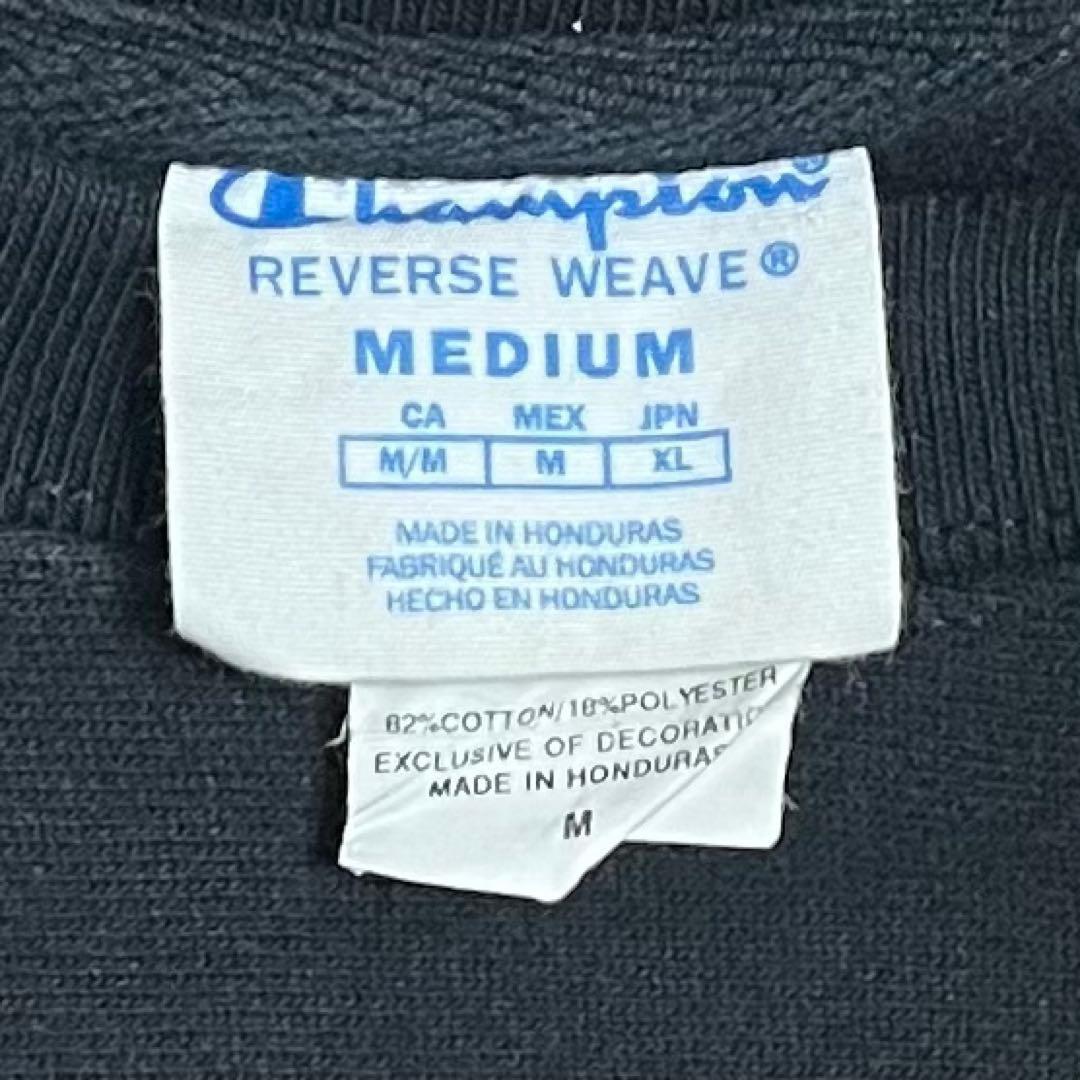 Champion®
REVERSE WEAVE®
MEDIUM
CA MEX JPN
M/M M XL
MADE IN HONDURAS
FABRIQUÉ AU HONDURAS
HECHO EN HONDURAS
82%COTTON/18%POLYESTER
EXCLUSIVE OF DECORATIO
MADE IN HONDURAS
M